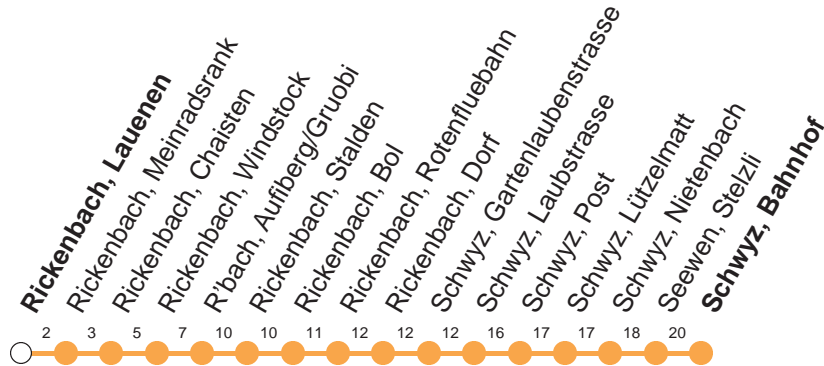 Rickenbach, Lauenen
Rickenbach, Meinradsrank
Rickenbach, Chaisten
Rickenbach, Windstock
R'bach, Aufiberg/Gruobi
Rickenbach, Stalden
Rickenbach, Bol
Rickenbach, Rotenfluebahn
Rickenbach, Dorf
Schwyz, Gartenlaubenstrasse
Schwyz, Laubstrasse
Schwyz, Post
Schwyz, Lützelmatt
Schwyz, Nietenbach
Seewen, Stelzli
Schwyz, Bahnhof
2 3 5 7 10 10 11 12 12 12 16 17 17 18 20